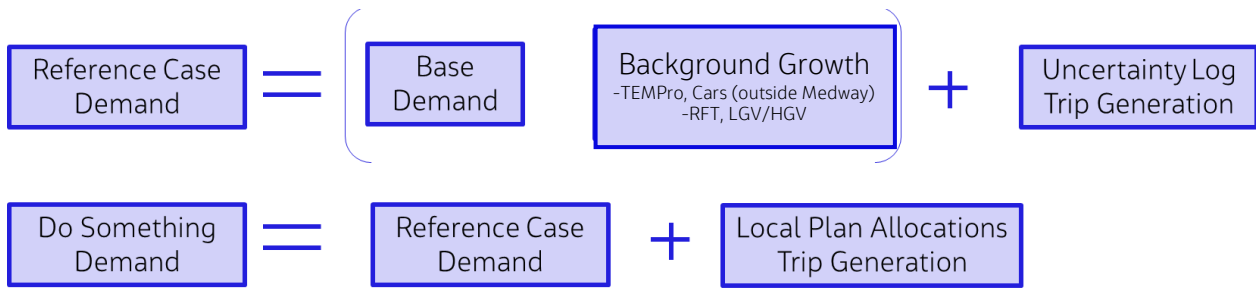 Reference Case
Demand
=
(
Base
Demand
Background Growth
-TEMPro, Cars (outside Medway)
-RFT, LGV/HGV
)
+
Uncertainty Log
Trip Generation
Do Something
Demand
=
Reference Case
Demand
+
Local Plan Allocations
Trip Generation